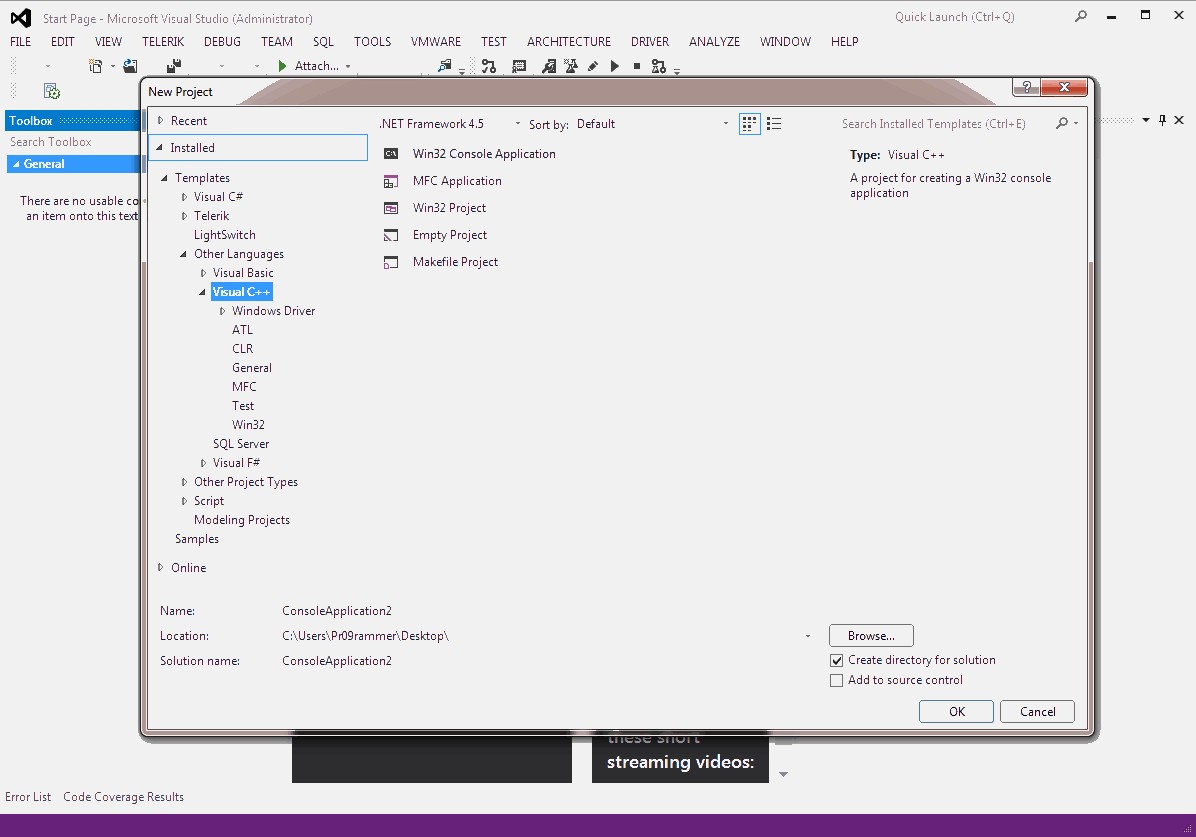 Start Page - Microsoft Visual Studio (Administrator)
Quick Launch (Ctrl+Q)
FILE EDIT VIEW TELERIK DEBUG TEAM SQL TOOLS VMWARE TEST ARCHITECTURE DRIVER ANALYZE WINDOW HELP
Attach...
New Project
Toolbox
Search Toolbox
General
There are no usable co
an item onto this text
Recent
Installed
Templates
Visual C#
Telerik
LightSwitch
Other Languages
Visual Basic
Visual C++
Windows Driver
ATL
CLR
General
MFC
Test
Win32
SQL Server
Visual F#
Other Project Types
Script
Modeling Projects
Samples
Online
.NET Framework 4.5 Sort by: Default
Search Installed Templates (Ctrl+E)
C:\
Win32 Console Application
MFC Application
Win32 Project
Empty Project
Makefile Project
Type: Visual C++
A project for creating a Win32 console
application
Name: ConsoleApplication2
Location: C:\Users\Pr09rammer\Desktop\
Browse...
Solution name: ConsoleApplication2
Create directory for solution
Add to source control
OK Cancel
these short
streaming videos:
Error List Code Coverage Results